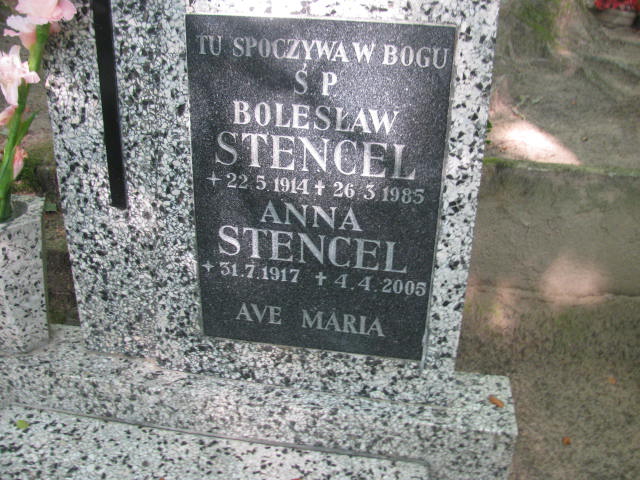 TU SPOCZYWA W BOGU
Ś P
BOLESŁAW
STENCEL
+ 22.5.1914 + 26.3.1985
ANNA
STENCEL
+ 31.7.1917 + 4.4.2005
AVE MARIA